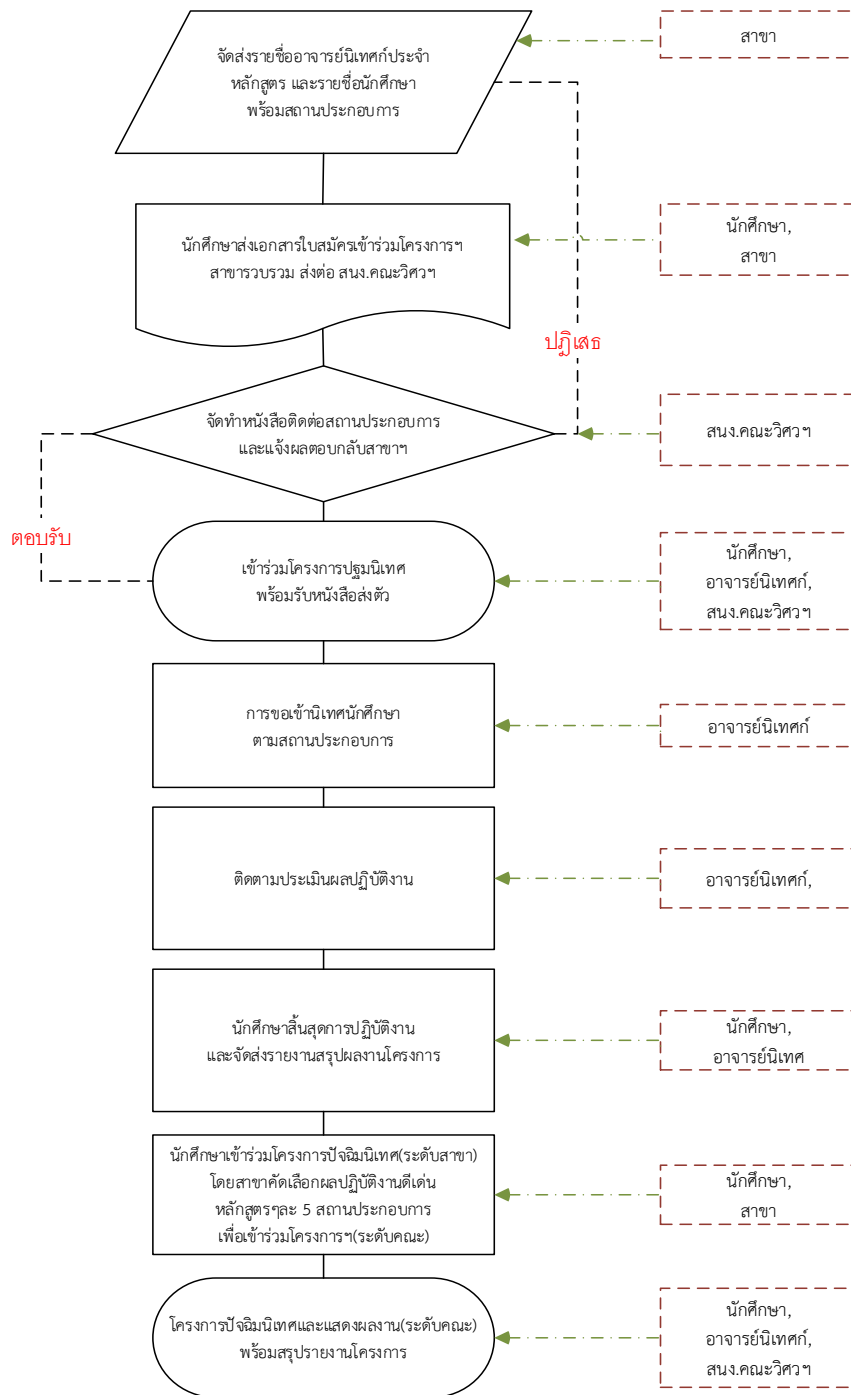 จัดส่งรายชื่ออาจารย์นิเทศก์ประจำ
หลักสูตร และรายชื่อนักศึกษา
พร้อมสถานประกอบการ
สาขา
นักศึกษาส่งเอกสารใบสมัครเข้าร่วมโครงการฯ
สาขารวบรวม ส่งต่อ สนง.คณะวิศวฯ
นักศึกษา,
สาขา
ปฎิเสธ
จัดทำหนังสือติดต่อสถานประกอบการ
และแจ้งผลตอบกลับสาขาฯ
สนง.คณะวิศวฯ
ตอบรับ
เข้าร่วมโครงการปฐมนิเทศ
พร้อมรับหนังสือส่งตัว
นักศึกษา,
อาจารย์นิเทศก์,
สนง.คณะวิศวฯ
การขอเข้านิเทศนักศึกษา
ตามสถานประกอบการ
อาจารย์นิเทศก์
ติดตามประเมินผลปฏิบัติงาน
อาจารย์นิเทศก์,
นักศึกษาสิ้นสุดการปฏิบัติงาน
และจัดส่งรายงานสรุปผลงานโครงการ
นักศึกษา,
อาจารย์นิเทศ
นักศึกษาเข้าร่วมโครงการปัจฉิมนิเทศ(ระดับสาขา)
โดยสาขาคัดเลือกผลปฏิบัติงานดีเด่น
หลักสูตรๆละ 5 สถานประกอบการ
เพื่อเข้าร่วมโครงการฯ(ระดับคณะ)
นักศึกษา,
สาขา
โครงการปัจฉิมนิเทศและแสดงผลงาน(ระดับคณะ)
พร้อมสรุปรายงานโครงการ
นักศึกษา,
อาจารย์นิเทศก์,
สนง.คณะวิศวฯ